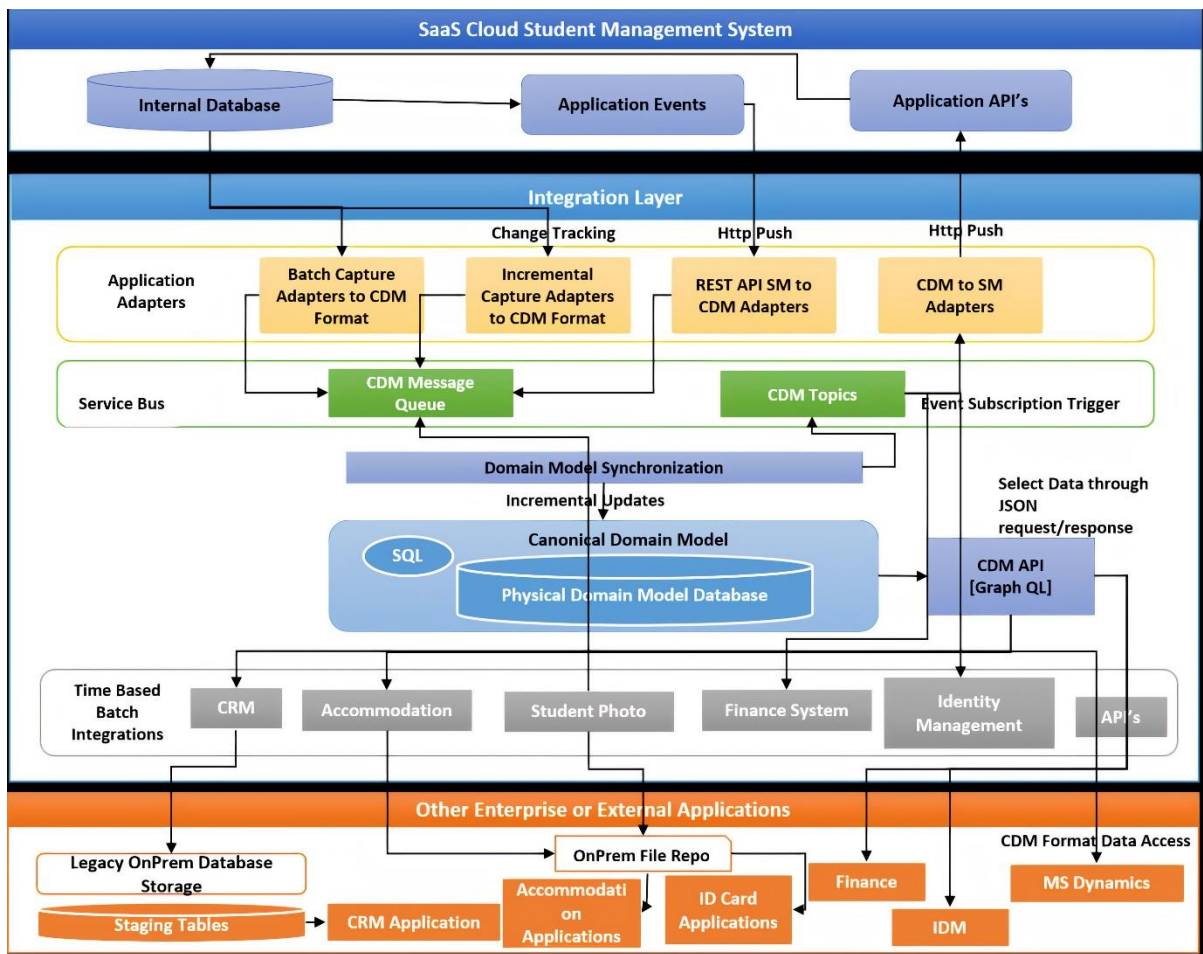 SaaS Cloud Student Management System
Internal Database
Application Events
Application API's
Integration Layer
Change Tracking
Http Push
Http Push
Application
Adapters
Batch Capture
Adapters to CDM
Format
Incremental
Capture Adapters
to CDM Format
REST API SM to
CDM Adapters
CDM to SM
Adapters
Service Bus
CDM Message
Queue
CDM Topics
Event Subscription Trigger
Domain Model Synchronization
Incremental Updates
Select Data through
JSON
request/response
Canonical Domain Model
SQL
Physical Domain Model Database
CDM API
[Graph QL]
Time Based
Batch
Integrations
CRM
Accommodation
Student Photo
Finance System
Identity
Management
API's
Other Enterprise or External Applications
Legacy OnPrem Database
Storage
Staging Tables
CRM Application
OnPrem File Repo
Accommodati
on
Applications
ID Card
Applications
Finance
IDM
CDM Format Data Access
MS Dynamics